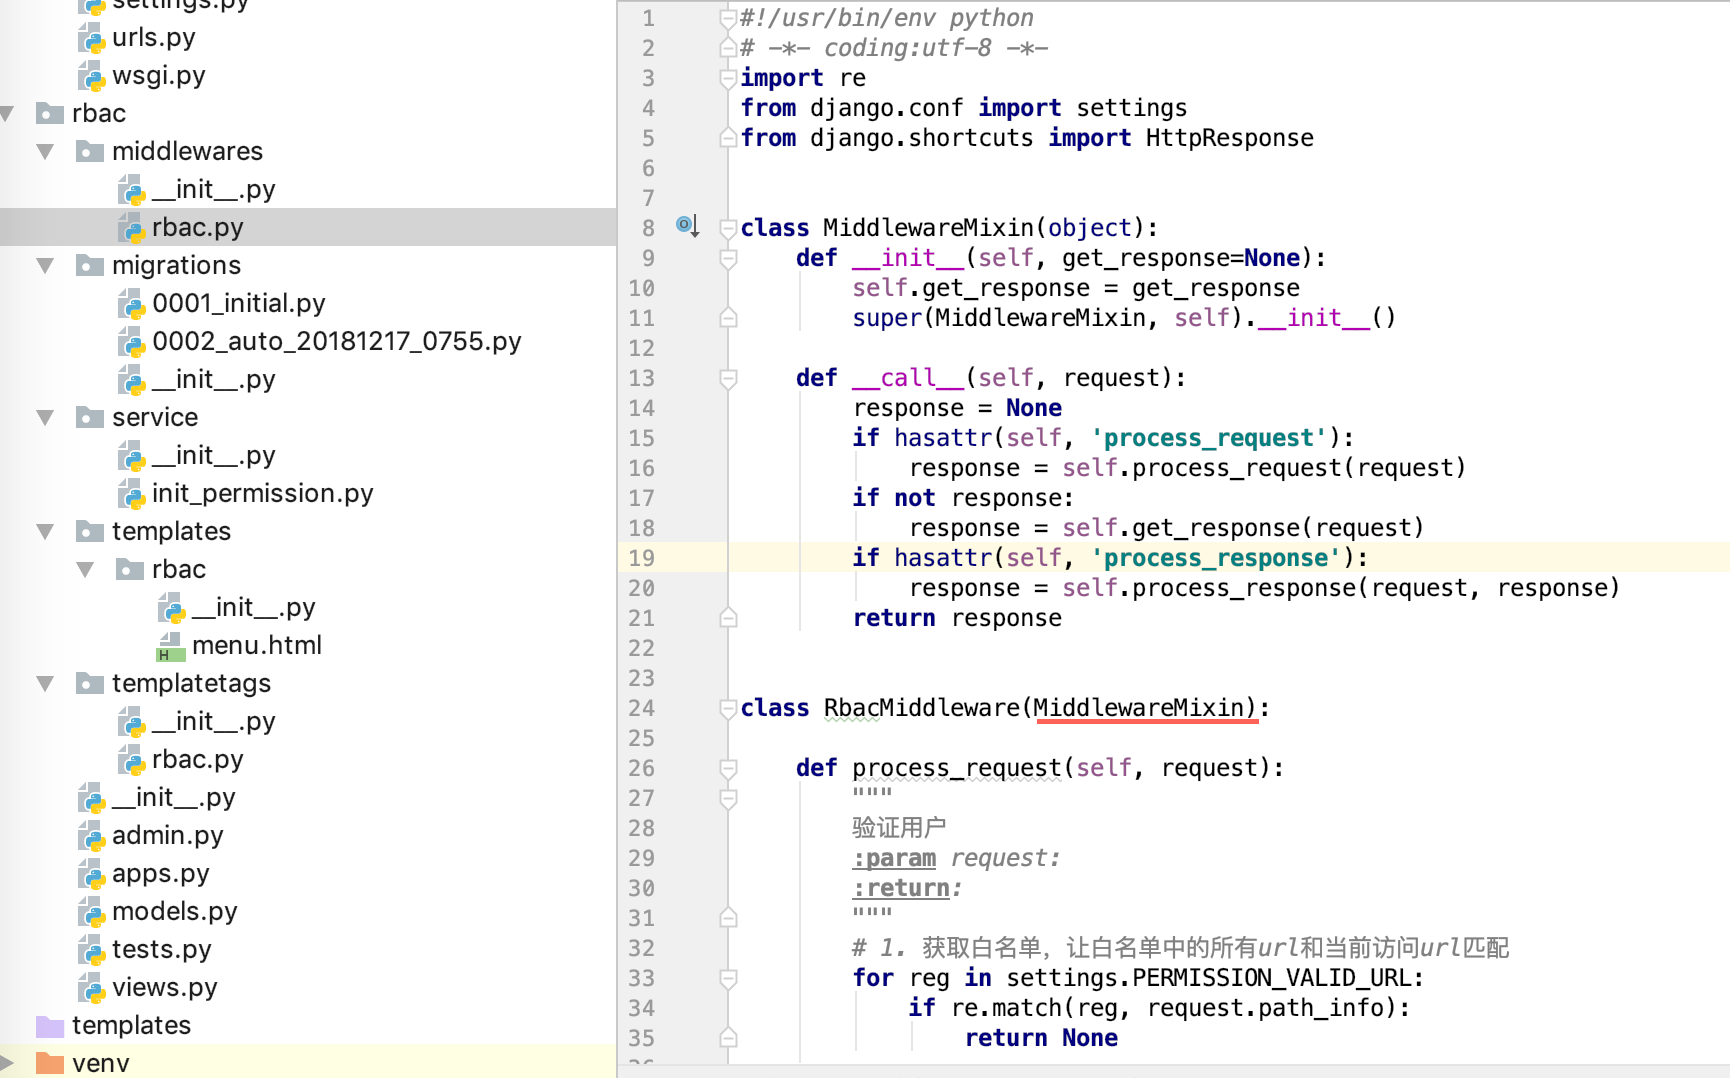 settings.py
urls.py
wsgi.py
rbac
middlewares
__init__.py
rbac.py
migrations
0001_initial.py
0002_auto_20181217_0755.py
__init__.py
service
__init__.py
init_permission.py
templates
rbac
__init__.py
menu.html
templatetags
__init__.py
rbac.py
__init__.py
admin.py
apps.py
models.py
tests.py
views.py
templates
venv
1 #!/usr/bin/env python
2 # -*- coding:utf-8 -*-
3 import re
4 from django.conf import settings
5 from django.shortcuts import HttpResponse
6
7
8 class MiddlewareMixin(object):
9     def __init__(self, get_response=None):
10         self.get_response = get_response
11         super(MiddlewareMixin, self).__init__()
12
13     def __call__(self, request):
14         response = None
15         if hasattr(self, 'process_request'):
16             response = self.process_request(request)
17         if not response:
18             response = self.get_response(request)
19         if hasattr(self, 'process_response'):
20             response = self.process_response(request, response)
21         return response
22
23
24 class RbacMiddleware(MiddlewareMixin):
25
26     def process_request(self, request):
27         """
28         验证用户
29         :param request:
30         :return:
31         """
32         # 1. 获取白名单，让白名单中的所有url和当前访问url匹配
33         for reg in settings.PERMISSION_VALID_URL:
34             if re.match(reg, request.path_info):
35                 return None